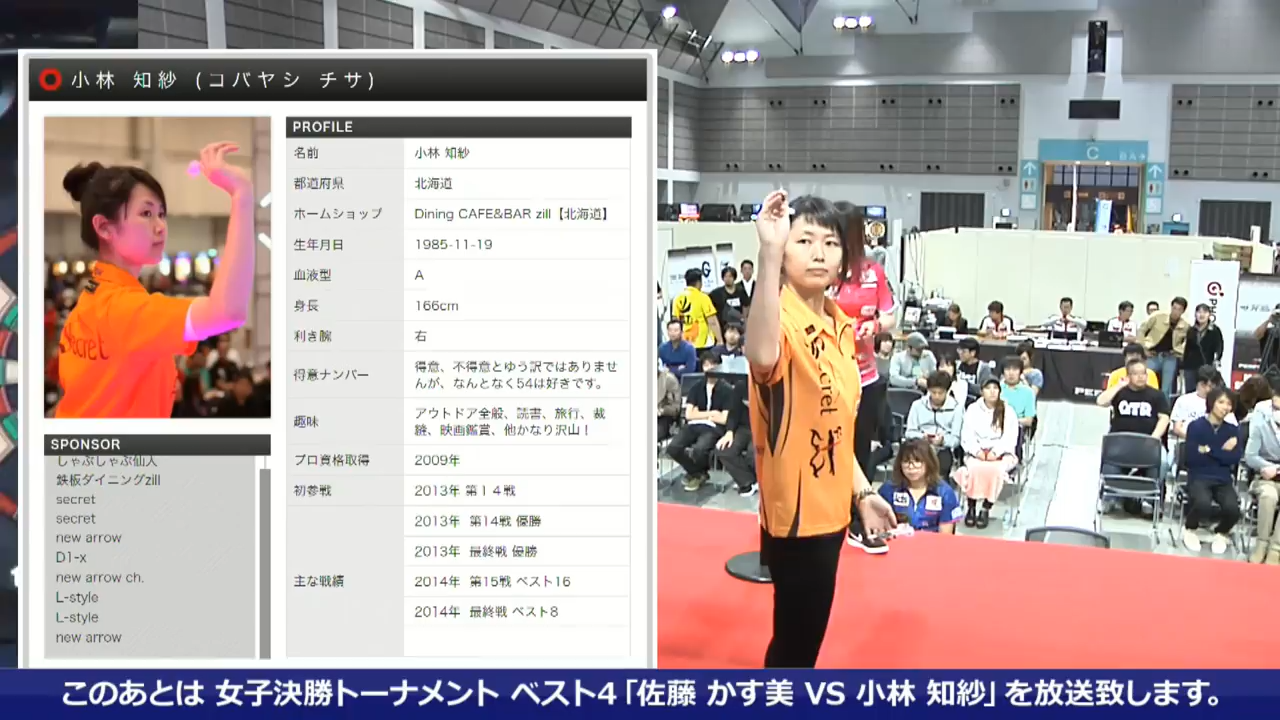 小林 知紗 (コバヤシ チサ)
PROFILE
名前 小林 知紗
都道府県 北海道
ホームショップ Dining CAFE&BAR zill【北海道】
生年月日 1985-11-19
血液型 A
身長 166cm
利き腕 右
得意ナンバー 得意、不得意とゆう訳ではありませ
んが、なんとなく54は好きです。
趣味 アウトドア全般、読書、旅行、裁
縫、映画鑑賞、他かなり沢山！
プロ資格取得 2009年
初参戦 2013年 第１４戦
主な戦績 2013年 第14戦 優勝
2013年 最終戦 優勝
2014年 第15戦 ベスト16
2014年 最終戦 ベスト8
SPONSOR
しゃぶしゃぶ仙人
鉄板ダイニングzill
secret
secret
new arrow
D1-x
new arrow ch.
L-style
L-style
new arrow
secret
secret
C
OTR
このあとは 女子決勝トーナメント ベスト4「佐藤 かす美 VS 小林 知紗」を放送致します。